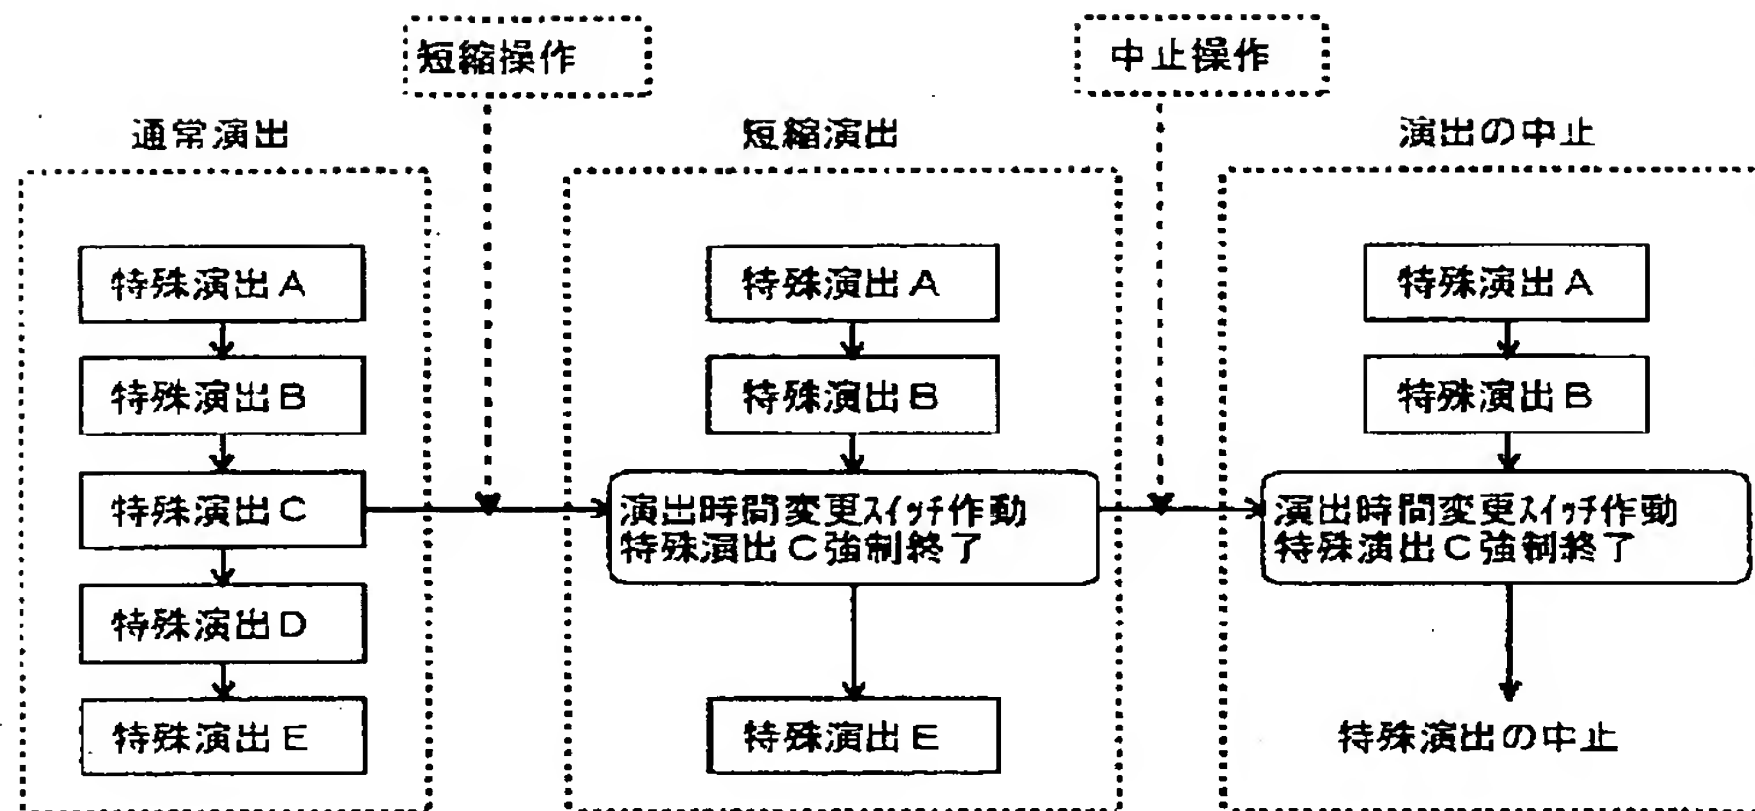 短縮操作
中止操作
通常演出
特殊演出A
特殊演出B
特殊演出C
特殊演出D
特殊演出E
短縮演出
特殊演出A
特殊演出B
演出時間変更スイッチ作動
特殊演出C強制終了
特殊演出E
演出の中止
特殊演出A
特殊演出B
演出時間変更スイッチ作動
特殊演出C強制終了
特殊演出の中止